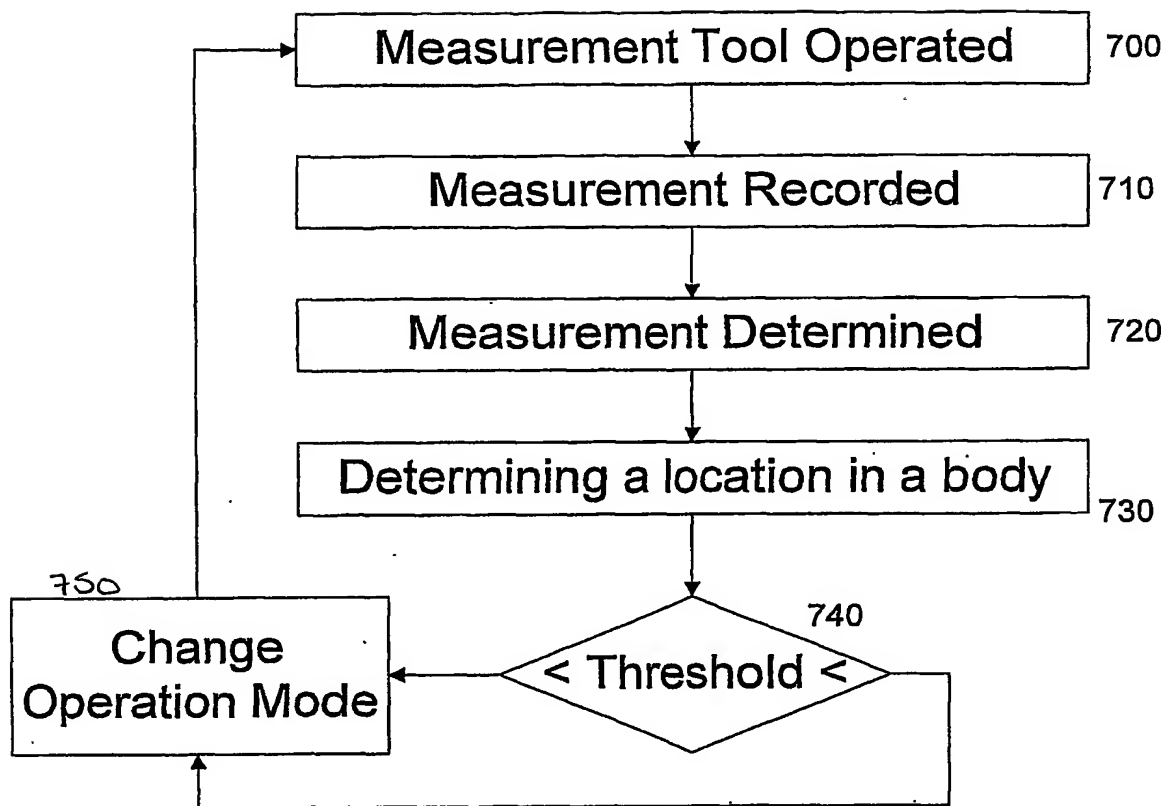 Measurement Tool Operated
700
Measurement Recorded
710
Measurement Determined
720
Determining a location in a body
730
750
740
Change
Operation Mode
< Threshold <